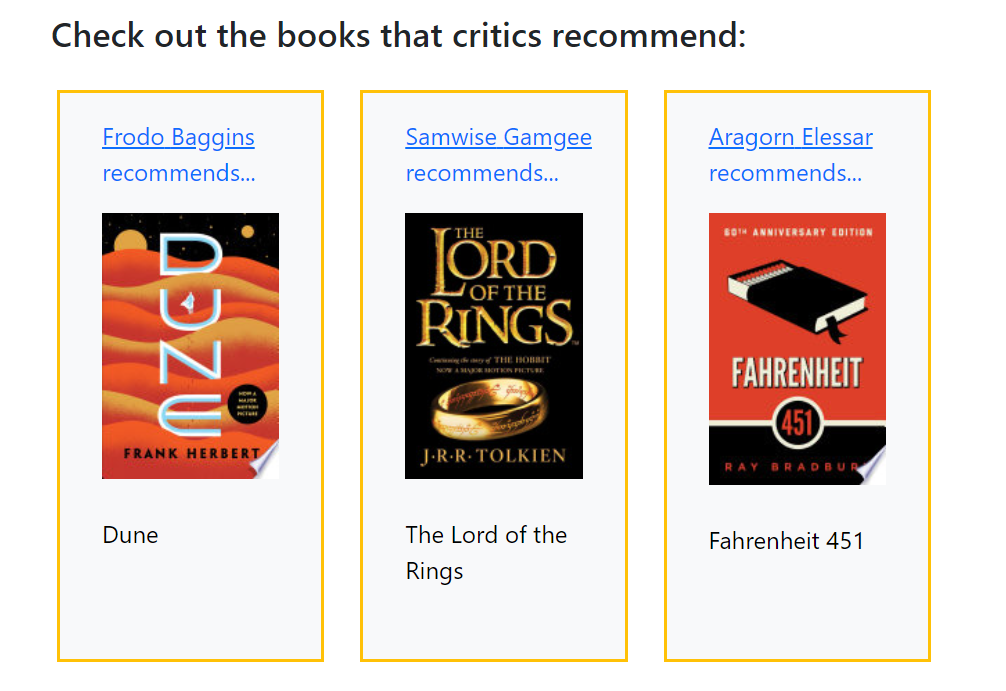 Check out the books that critics recommend:
Frodo Baggins
recommends...
DUNE
NOW A
MAJOR
MOTION
PICTURE
FRANK HERBERT
Dune
Samwise Gamgee
recommends...
THE
LORD
OF THE
RINGS
Continuing the story of THE HOBBIT
NOW A MAJOR MOTION PICTURE
J·R·R·TOLKIEN
The Lord of the
Rings
Aragorn Elessar
recommends...
60TH ANNIVERSARY EDITION
FAHRENHEIT
451
RAY BRADBUR
Fahrenheit 451